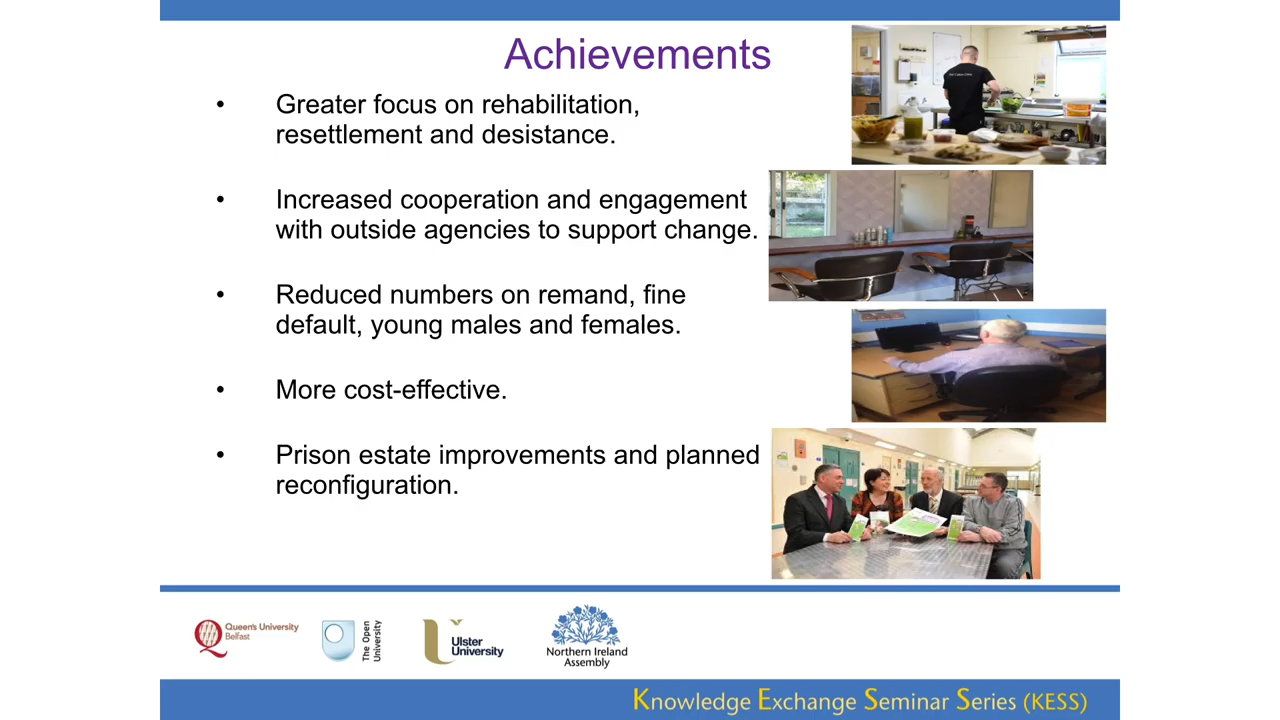 Achievements
• Greater focus on rehabilitation,
resettlement and desistance.
• Increased cooperation and engagement
with outside agencies to support change.
• Reduced numbers on remand, fine
default, young males and females.
• More cost-effective.
• Prison estate improvements and planned
reconfiguration.
Queen's University
Belfast
The Open
University
Ulster
University
Northern Ireland
Assembly
Knowledge Exchange Seminar Series (KESS)